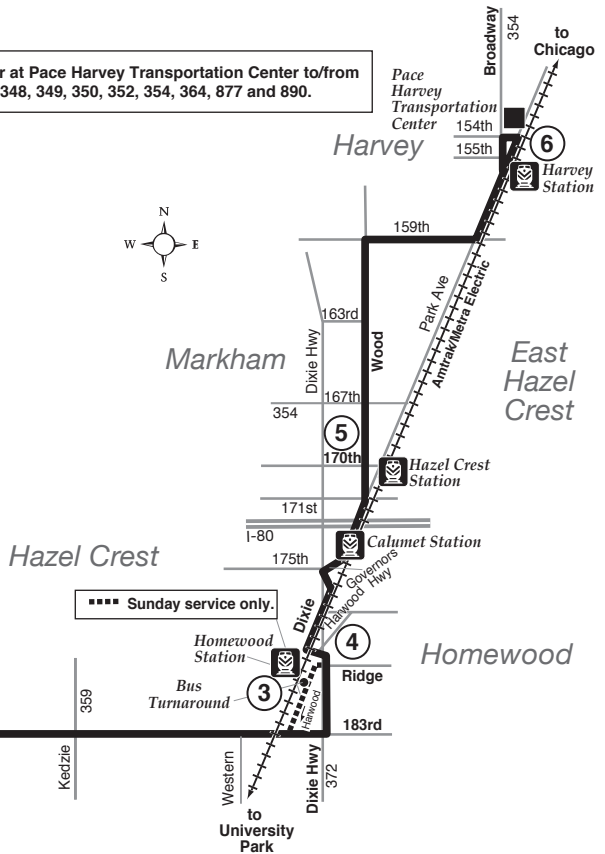 Broadway
354
to
Chicago
r at Pace Harvey Transportation Center to/from
348, 349, 350, 352, 354, 364, 877 and 890.
Pace
Harvey
Transportation
Center
154th
155th
6
Harvey
Harvey
Station
N
W E
S
159th
163rd
Dixie Hwy
Wood
Park Ave
Amtrak/Metra Electric
Markham
East
Hazel
Crest
167th
354
5
170th
Hazel Crest
Station
171st
I-80
Calumet Station
Hazel Crest
175th
Governors
Hwy
Harwood
Sunday service only.
Dixie
4
Homewood
Station
Homewood
Ridge
3
Bus
Turnaround
Harwood
359
183rd
Kedzie
Western
Dixie Hwy
372
to
University
Park